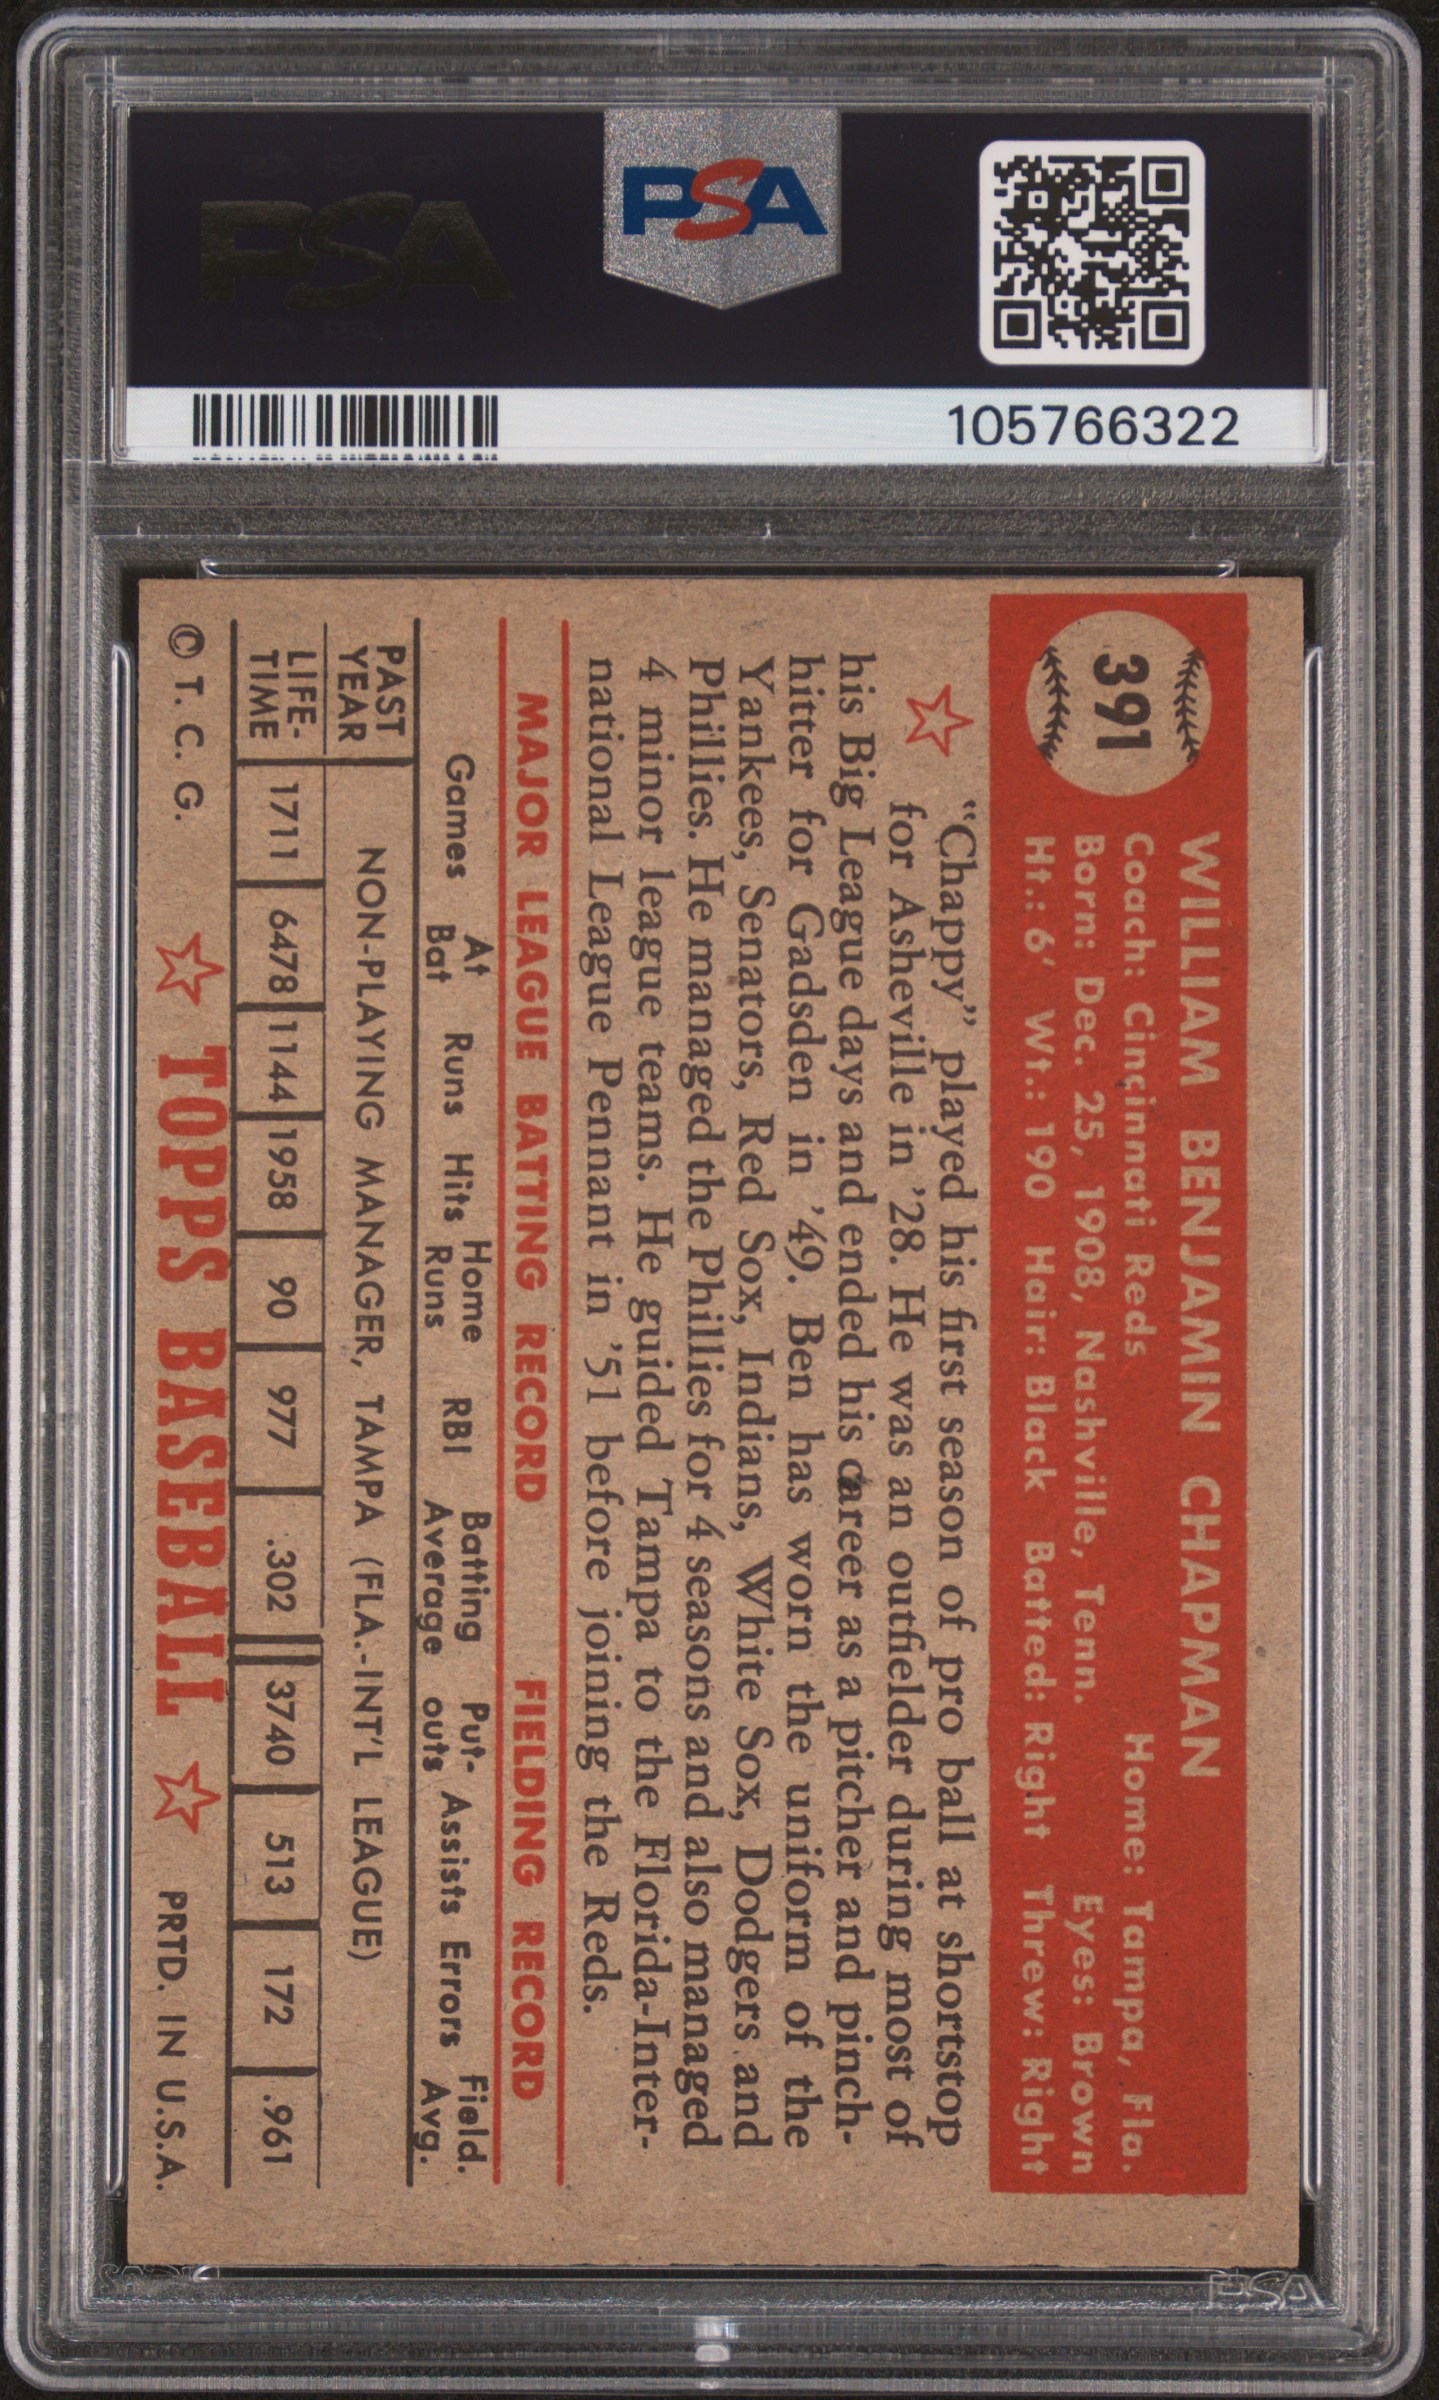 PSA
PSA
105766322
391
WILLIAM BENJAMIN CHAPMAN
Coach: Cincinnati Reds Home: Tampa, Fla.
Born: Dec. 25, 1908, Nashville, Tenn. Eyes: Brown
Ht.: 6' Wt.: 190 Hair: Black Batted: Right Threw: Right
"Chappy" played his first season of pro ball at shortstop
for Asheville in '28. He was an outfielder during most of
his Big League days and ended his career as a pitcher and pinch-
hitter for Gadsden in '49. Ben has worn the uniform of the
Yankees, Senators, Red Sox, Indians, White Sox, Dodgers and
Phillies. He managed the Phillies for 4 seasons and also managed
4 minor league teams. He guided Tampa to the Florida-Inter-
national League Pennant in '51 before joining the Reds.
MAJOR LEAGUE BATTING RECORD FIELDING RECORD
Games At Bat Runs Hits Home Runs RBI Batting Average Put-outs Assists Errors Field. Avg.
PAST YEAR NON-PLAYING MANAGER, TAMPA (FLA.-INT'L LEAGUE)
LIFE-TIME 1711 6478 1144 1958 90 977 .302 3740 513 172 .961
© T. C. G. TOPPS BASEBALL PRTD. IN U.S.A.
PSA